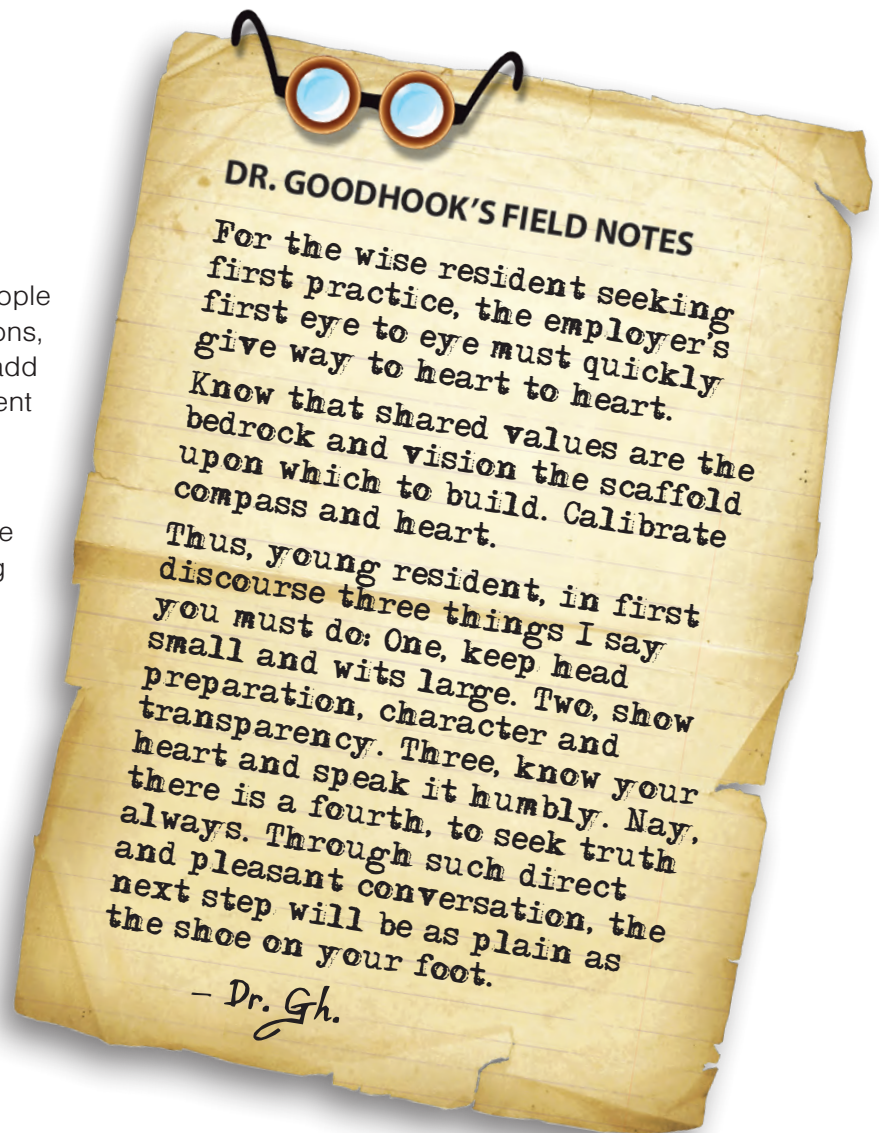 ople
ons,
add
ent
e
g
DR. GOODHOOK'S FIELD NOTES
For the wise resident seeking
first practice, the employer's
first eye to eye must quickly
give way to heart to heart.
Know that shared values are the
bedrock and vision the scaffold
upon which to build. Calibrate
compass and heart.
Thus, young resident, in first
discourse three things I say
you must do: One, keep head
small and wits large. Two, show
preparation, character and
transparency. Three, know your
heart and speak it humbly. Nay,
there is a fourth, to seek truth
always. Through such direct
and pleasant conversation, the
next step will be as plain as
the shoe on your foot.
– Dr. Gh.